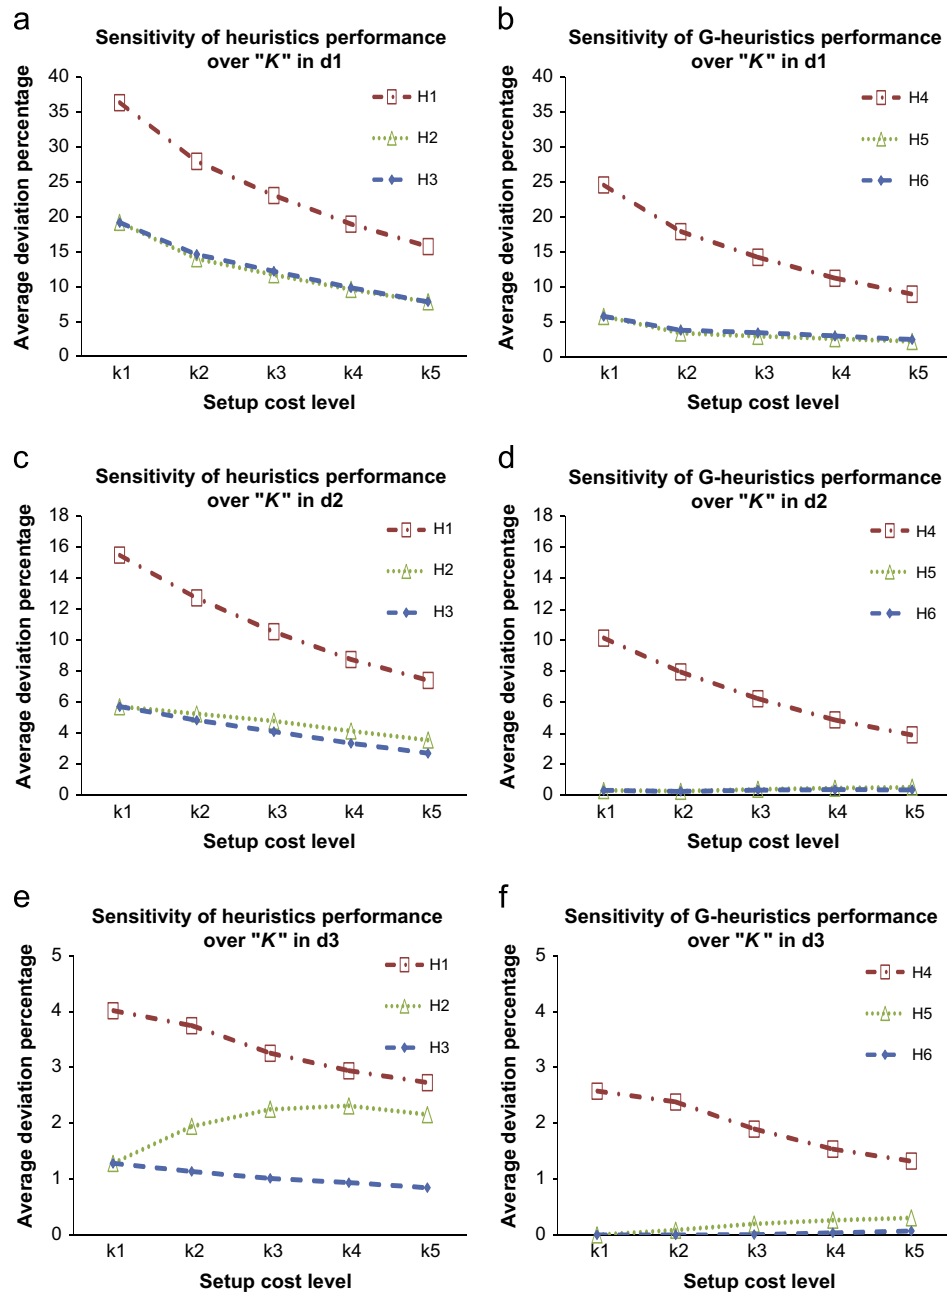 a
Sensitivity of heuristics performance
over "K" in d1
Average deviation percentage
40
35
30
25
20
15
10
5
0
H1
H2
H3
k1 k2 k3 k4 k5
Setup cost level
b
Sensitivity of G-heuristics performance
over "K" in d1
Average deviation percentage
40
35
30
25
20
15
10
5
0
H4
H5
H6
k1 k2 k3 k4 k5
Setup cost level
c
Sensitivity of heuristics performance
over "K" in d2
Average deviation percentage
18
16
14
12
10
8
6
4
2
0
H1
H2
H3
k1 k2 k3 k4 k5
Setup cost level
d
Sensitivity of G-heuristics performance
over "K" in d2
Average deviation percentage
18
16
14
12
10
8
6
4
2
0
H4
H5
H6
k1 k2 k3 k4 k5
Setup cost level
e
Sensitivity of heuristics performance
over "K" in d3
Average deviation percentage
5
4
3
2
1
0
H1
H2
H3
k1 k2 k3 k4 k5
Setup cost level
f
Sensitivity of G-heuristics performance
over "K" in d3
Average deviation percentage
5
4
3
2
1
0
H4
H5
H6
k1 k2 k3 k4 k5
Setup cost level